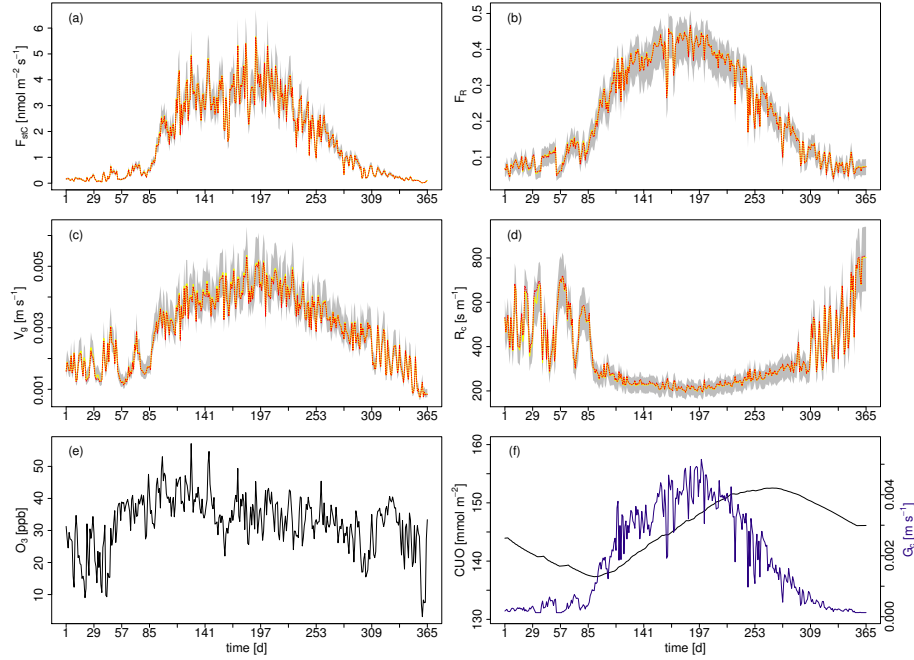 (a)
F_stC [nmol m⁻² s⁻¹]
6
5
4
3
2
1
0
1 29 57 85 141 197 253 309 365
(b)
F_R
0.5
0.4
0.3
0.2
0.1
1 29 57 85 141 197 253 309 365
(c)
V_g [m s⁻¹]
0.005
0.003
0.001
1 29 57 85 141 197 253 309 365
(d)
R_c [s m⁻¹]
800
600
400
200
1 29 57 85 141 197 253 309 365
(e)
O₃ [ppb]
50
40
30
20
10
1 29 57 85 141 197 253 309 365
time [d]
(f)
CUO [mmol m⁻²]
160
150
140
130
G_c [m s⁻¹]
0.004
0.002
0.000
1 29 57 85 141 197 253 309 365
time [d]